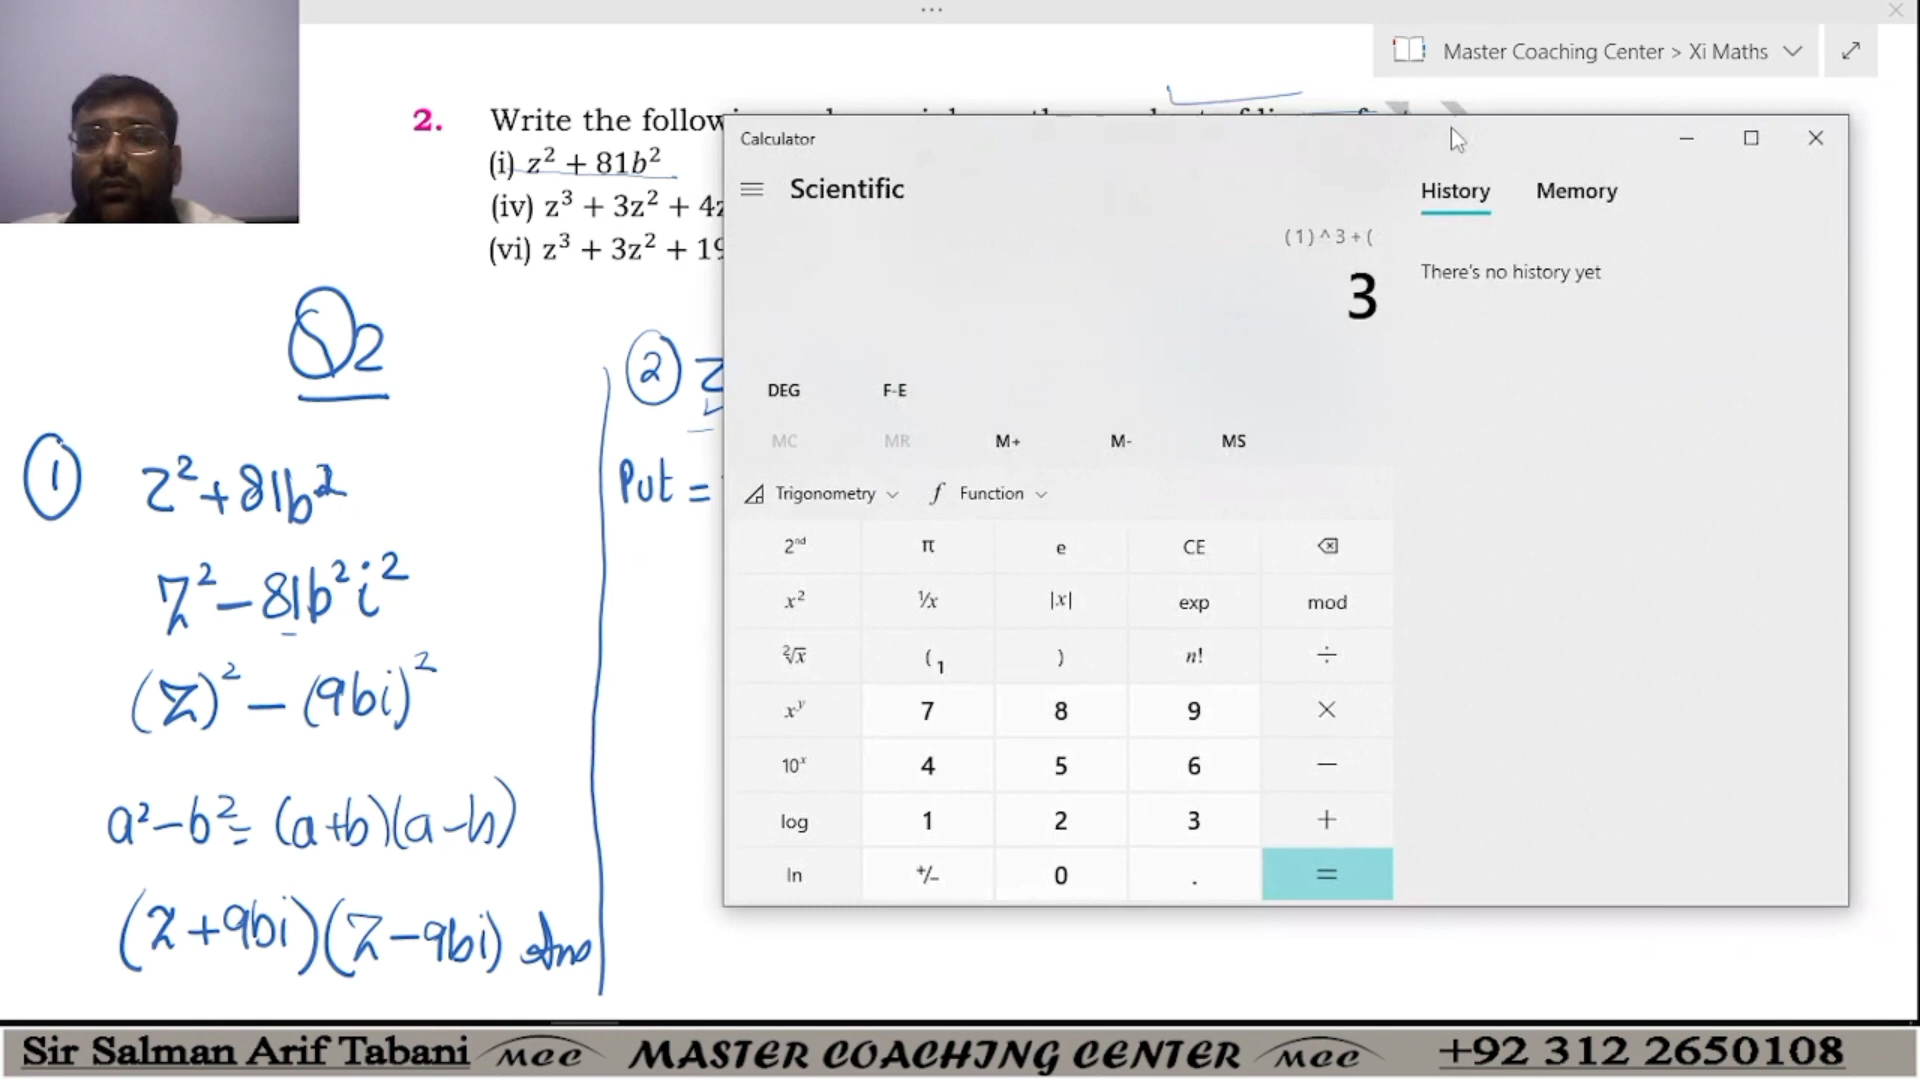 Master Coaching Center > Xi Maths
2. Write the follow
(i) z² + 81b²
(iv) z³ + 3z² + 4z
(vi) z³ + 3z² + 19
Q2
① z²+81b²
z²-81b²i²
(z)² - (9bi)²
a²-b²= (a+b)(a-b)
(z+9bi)(z-9bi) Ans
② z
Put =
Calculator
Scientific
(1)^3+(
3
History Memory
There's no history yet
DEG F-E
MC MR M+ M- MS
Trigonometry f Function
2ⁿᵈ π e CE
x² ¹/x |x| exp mod
²√x (₁ ) n! ÷
xʸ 7 8 9 ×
10ˣ 4 5 6 −
log 1 2 3 +
ln +/− 0 . =
Sir Salman Arif Tabani MCC MASTER COACHING CENTER MCC +92 312 2650108